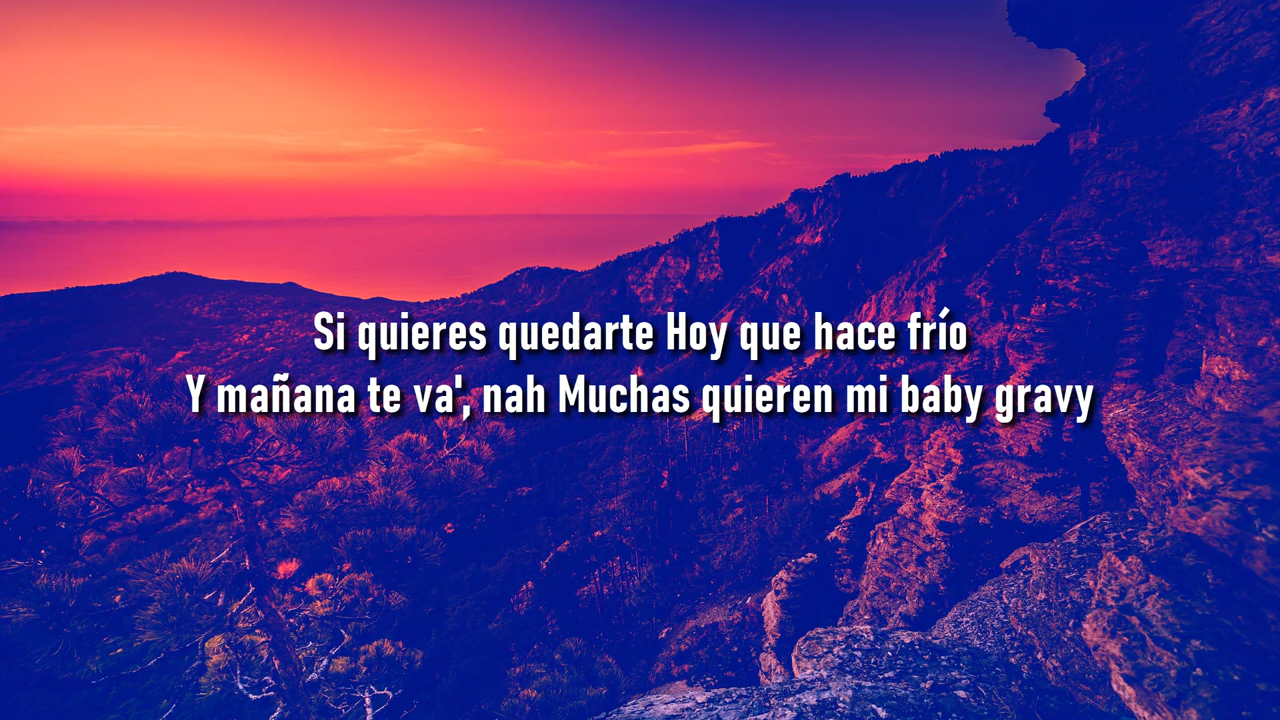 Si quieres quedarte Hoy que hace frío
Y mañana te va', nah Muchas quieren mi baby gravy